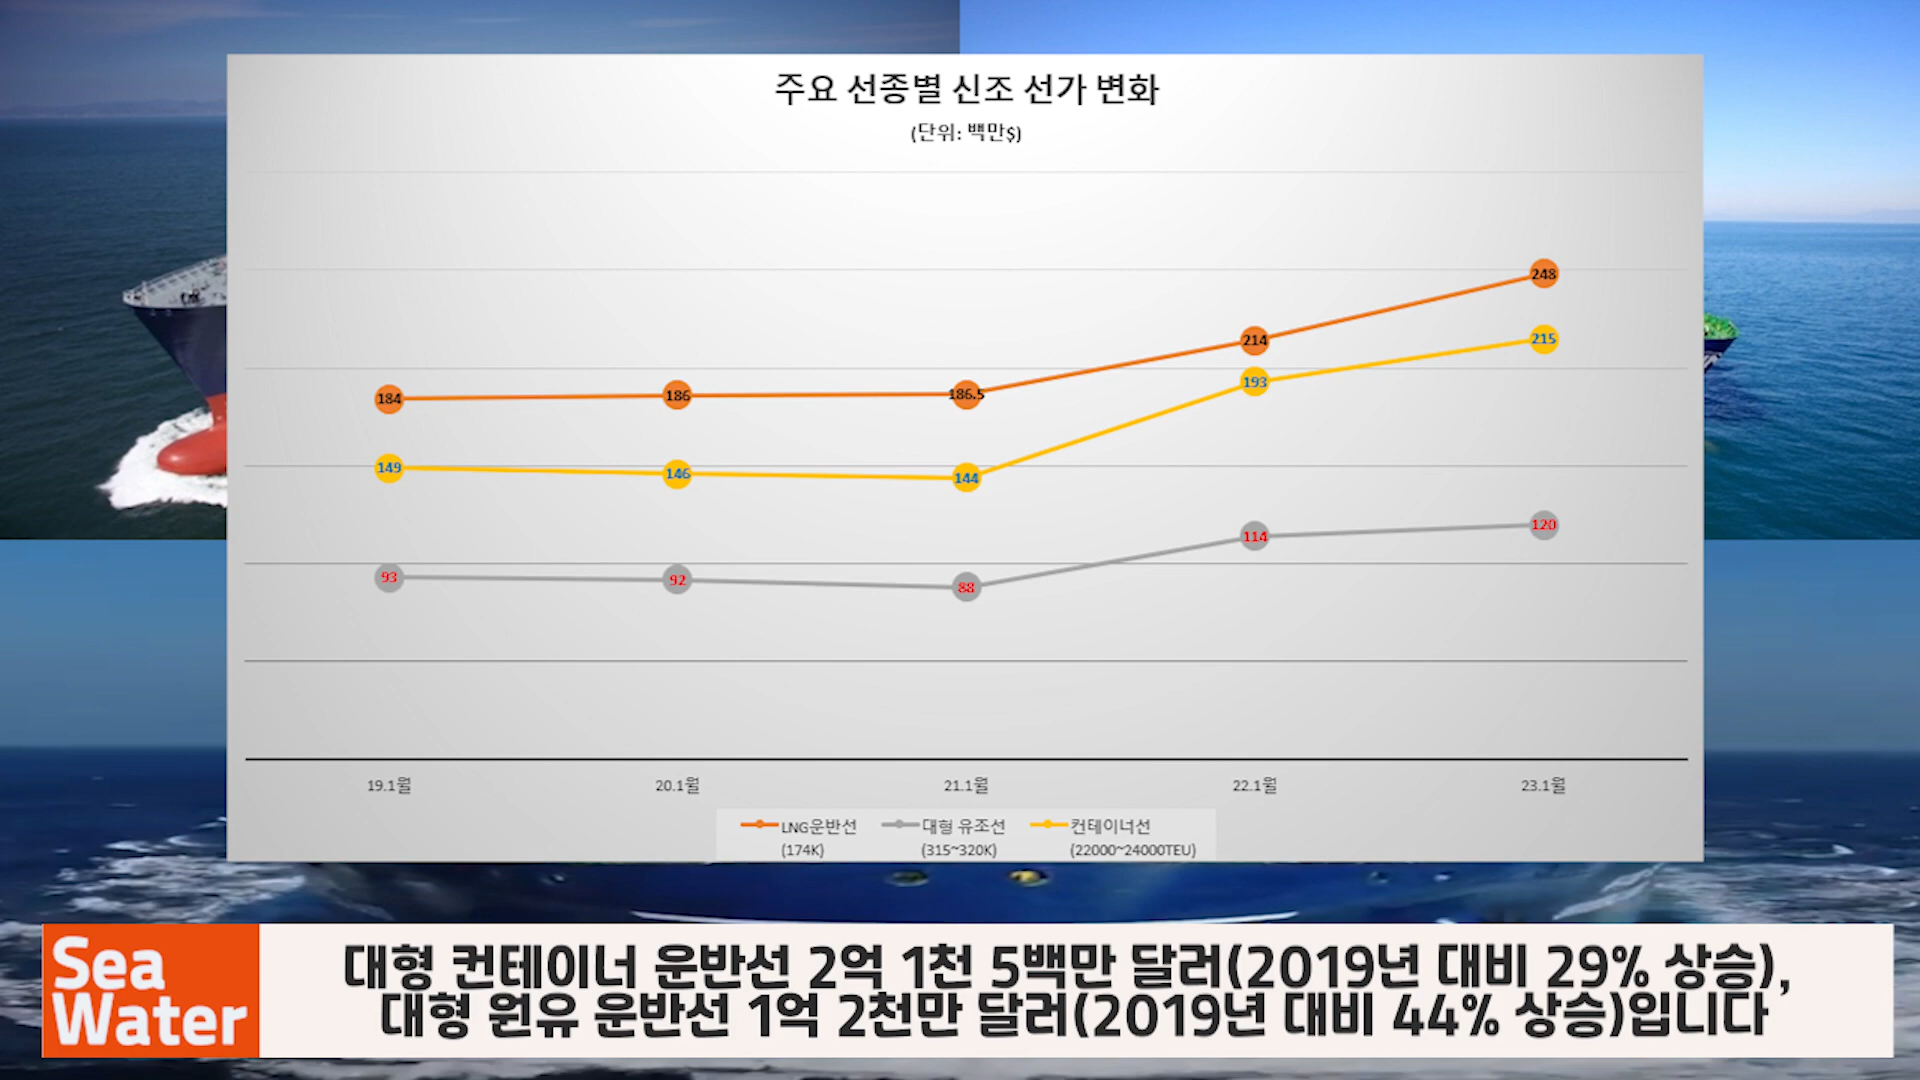 주요 선종별 신조 선가 변화
(단위: 백만$)
248
214
215
184
186
186.5
193
149
146
144
114
120
93
92
88
19.1월
20.1월
21.1월
22.1월
23.1월
LNG운반선
(174K)
대형 유조선
(315~320K)
컨테이너선
(22000~24000TEU)
Sea
Water
대형 컨테이너 운반선 2억 1천 5백만 달러(2019년 대비 29% 상승),
대형 원유 운반선 1억 2천만 달러(2019년 대비 44% 상승)입니다